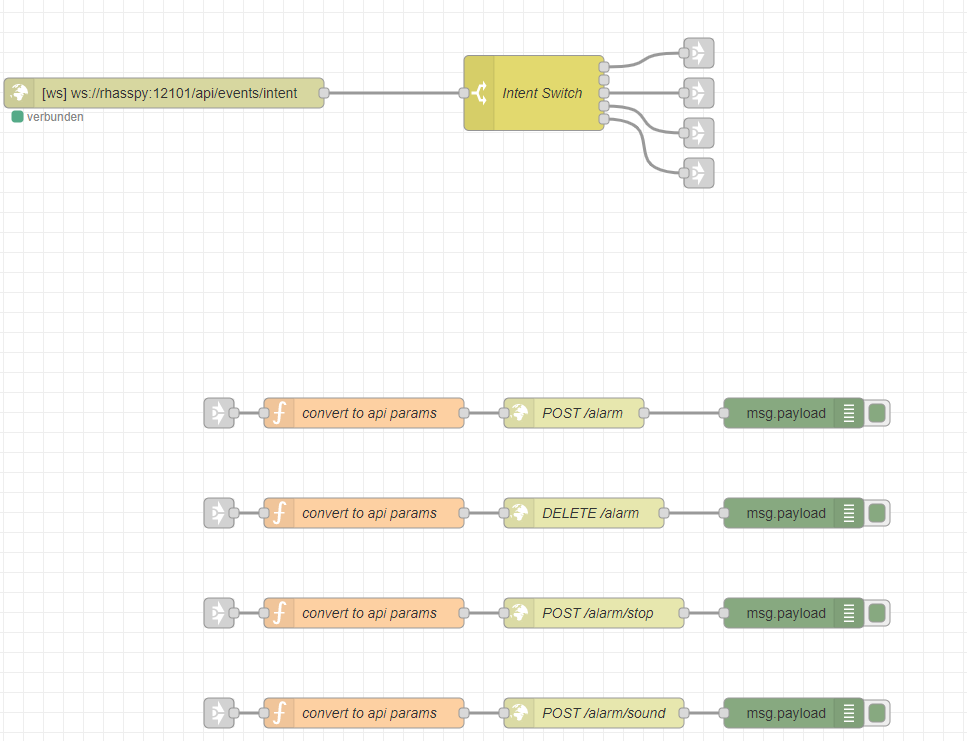 [ws] ws://rhasspy:12101/api/events/intent
verbunden
Intent Switch
convert to api params
POST /alarm
msg.payload
convert to api params
DELETE /alarm
msg.payload
convert to api params
POST /alarm/stop
msg.payload
convert to api params
POST /alarm/sound
msg.payload